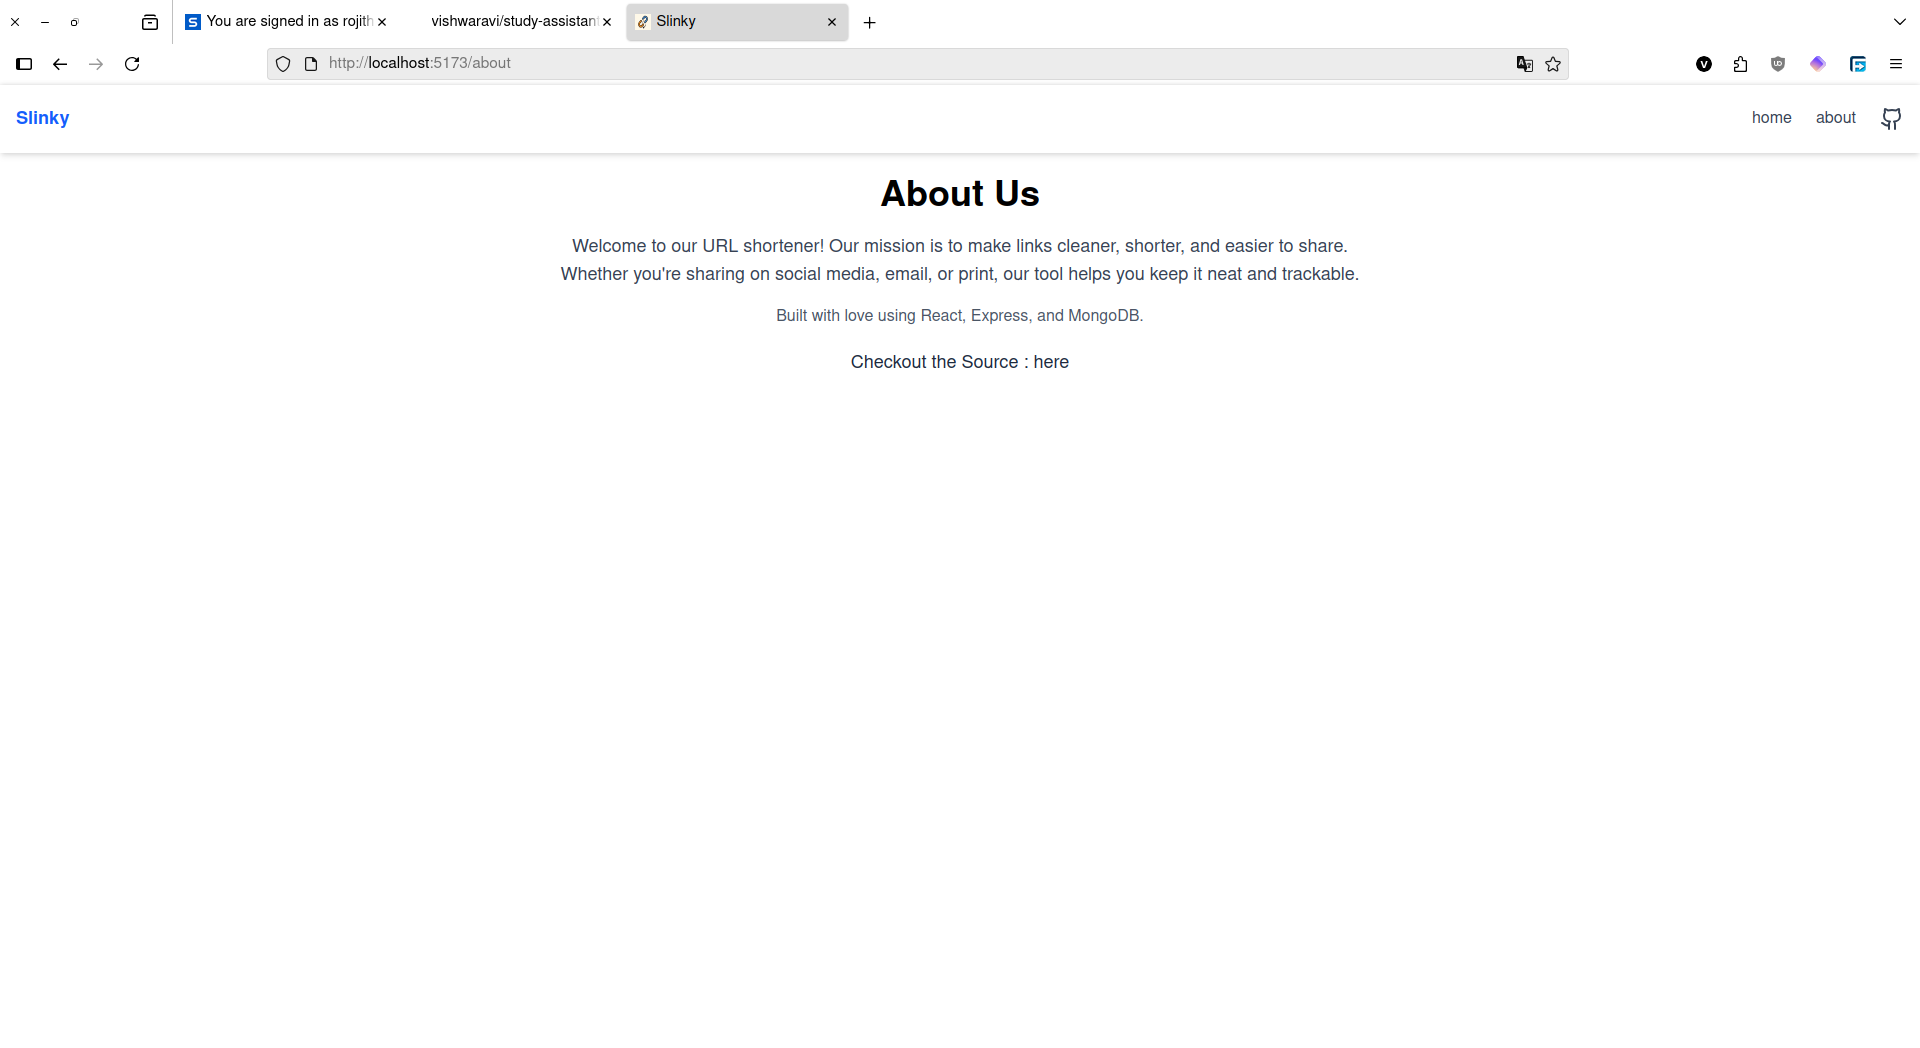 You are signed in as rojith
vishwaravi/study-assistant
Slinky
http://localhost:5173/about
Slinky
home
about
About Us
Welcome to our URL shortener! Our mission is to make links cleaner, shorter, and easier to share.
Whether you're sharing on social media, email, or print, our tool helps you keep it neat and trackable.
Built with love using React, Express, and MongoDB.
Checkout the Source : here